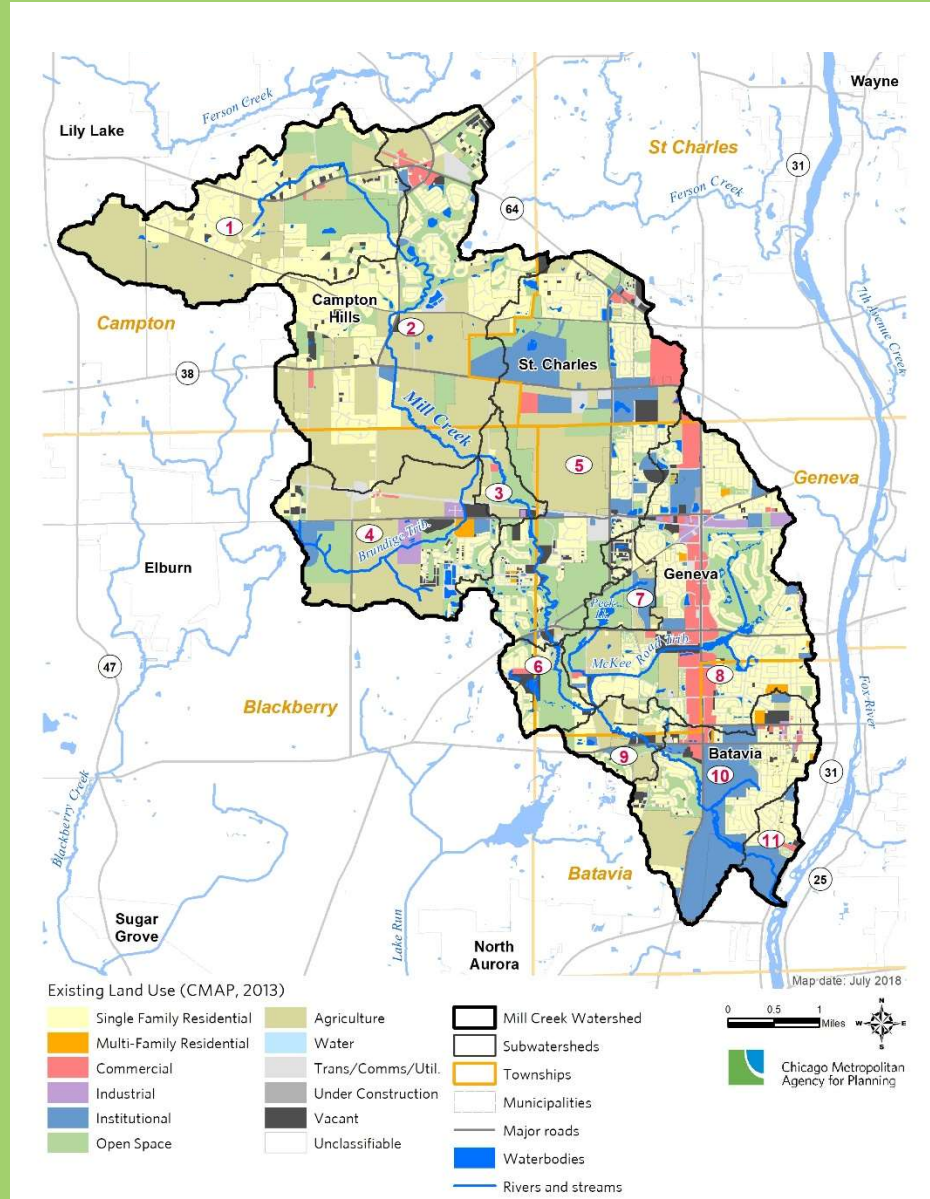 Wayne
Ferson Creek
Lily Lake
St Charles
31
Ferson Creek
64
1
7th Avenue Creek
Campton
Hills
Campton
2
38
St. Charles
Mill Creek
5
Geneva
3
4
Brundige Trib.
Elburn
Geneva
Peck
Lk.
7
McKee Road Trib.
47
6
8
Fox River
Blackberry
9
Batavia
10
31
Blackberry Creek
11
Batavia
25
Sugar
Grove
Lake Run
North
Aurora
Map date: July 2018
Existing Land Use (CMAP, 2013)
Single Family Residential
Multi-Family Residential
Commercial
Industrial
Institutional
Open Space
Agriculture
Water
Trans/Comms/Util.
Under Construction
Vacant
Unclassifiable
Mill Creek Watershed
Subwatersheds
Townships
Municipalities
Major roads
Waterbodies
Rivers and streams
0 0.5 1
Miles
N
W E
S
Chicago Metropolitan
Agency for Planning